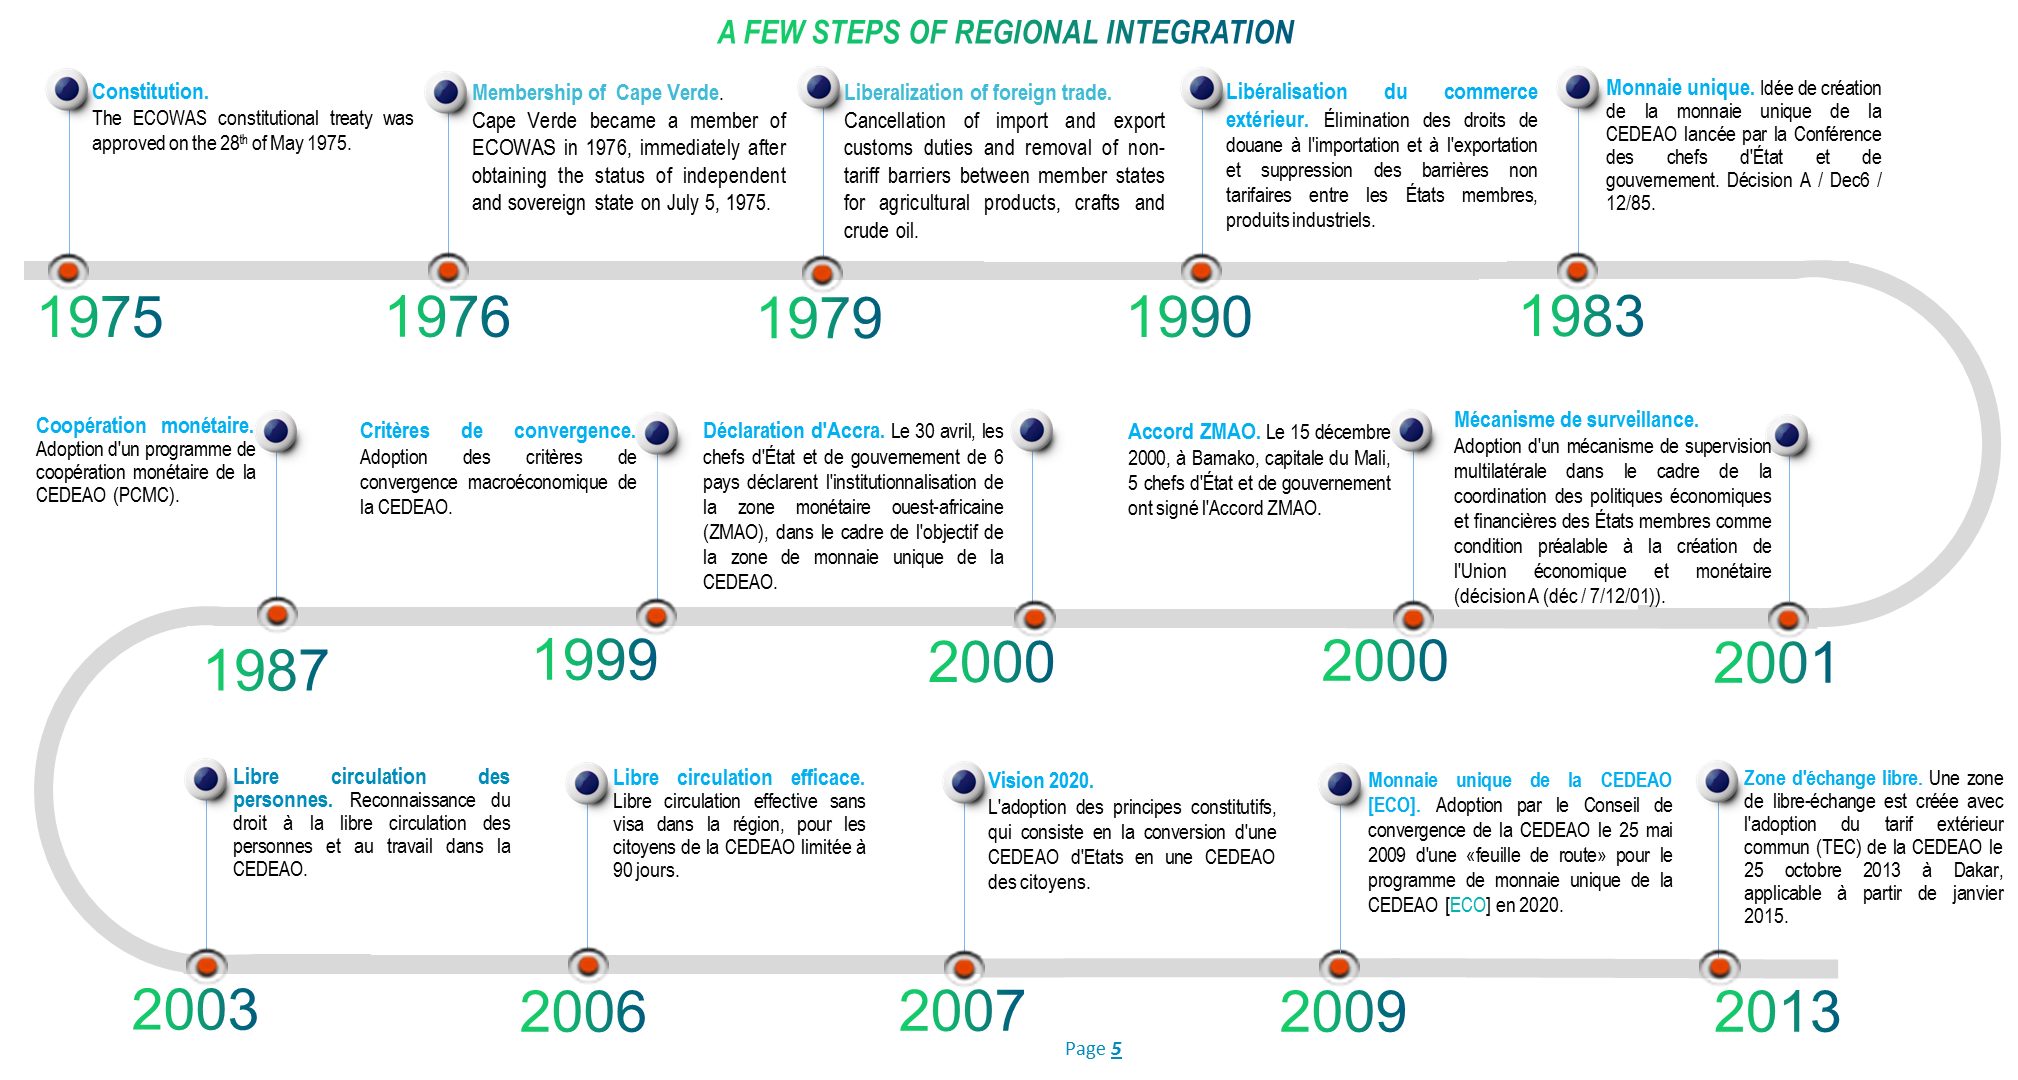 A FEW STEPS OF REGIONAL INTEGRATION
Constitution.
The ECOWAS constitutional treaty was
approved on the 28th of May 1975.
1975
Membership of Cape Verde.
Cape Verde became a member of
ECOWAS in 1976, immediately after
obtaining the status of independent
and sovereign state on July 5, 1975.
1976
Liberalization of foreign trade.
Cancellation of import and export
customs duties and removal of non-
tariff barriers between member states
for agricultural products, crafts and
crude oil.
1979
Libéralisation du commerce
extérieur. Élimination des droits de
douane à l'importation et à l'exportation
et suppression des barrières non
tarifaires entre les États membres,
produits industriels.
1990
Monnaie unique. Idée de création
de la monnaie unique de la
CEDEAO lancée par la Conférence
des chefs d'État et de
gouvernement. Décision A / Dec6 /
12/85.
1983
Coopération monétaire.
Adoption d'un programme de
coopération monétaire de la
CEDEAO (PCMC).
1987
Critères de convergence.
Adoption des critères de
convergence macroéconomique de
la CEDEAO.
1999
Déclaration d'Accra. Le 30 avril, les
chefs d'État et de gouvernement de 6
pays déclarent l'institutionnalisation de
la zone monétaire ouest-africaine
(ZMAO), dans le cadre de l'objectif de
la zone de monnaie unique de la
CEDEAO.
2000
Accord ZMAO. Le 15 décembre
2000, à Bamako, capitale du Mali,
5 chefs d'État et de gouvernement
ont signé l'Accord ZMAO.
2000
Mécanisme de surveillance.
Adoption d'un mécanisme de supervision
multilatérale dans le cadre de la
coordination des politiques économiques
et financières des États membres comme
condition préalable à la création de
l'Union économique et monétaire
(décision A (déc / 7/12/01)).
2001
Libre circulation des
personnes. Reconnaissance du
droit à la libre circulation des
personnes et au travail dans la
CEDEAO.
2003
Libre circulation efficace.
Libre circulation effective sans
visa dans la région, pour les
citoyens de la CEDEAO limitée à
90 jours.
2006
Vision 2020.
L'adoption des principes constitutifs,
qui consiste en la conversion d'une
CEDEAO d'Etats en une CEDEAO
des citoyens.
2007
Monnaie unique de la CEDEAO
[ECO]. Adoption par le Conseil de
convergence de la CEDEAO le 25 mai
2009 d'une «feuille de route» pour le
programme de monnaie unique de la
CEDEAO [ECO] en 2020.
2009
Zone d'échange libre. Une zone
de libre-échange est créée avec
l'adoption du tarif extérieur
commun (TEC) de la CEDEAO le
25 octobre 2013 à Dakar,
applicable à partir de janvier
2015.
2013
Page 5